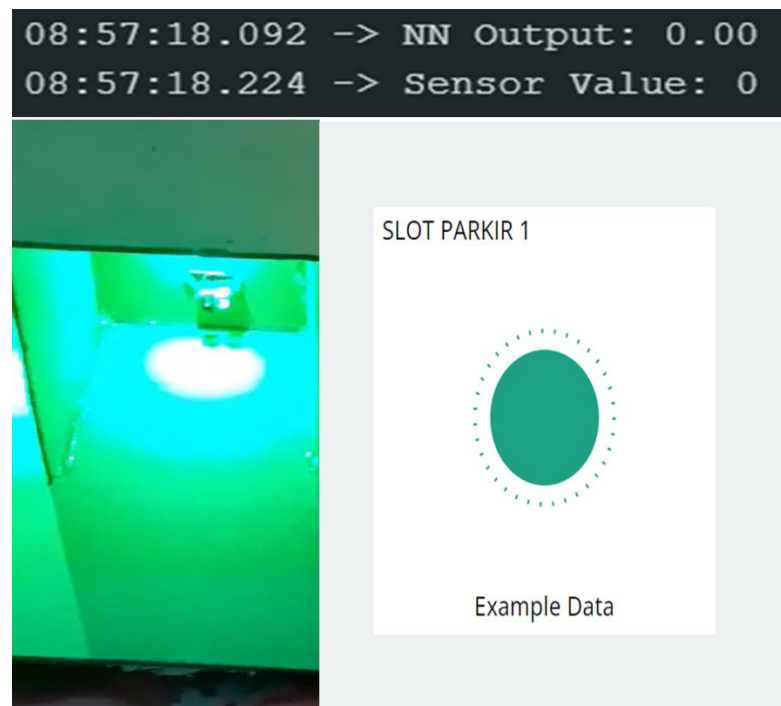 08:57:18.092 -> NN Output: 0.00
08:57:18.224 -> Sensor Value: 0
SLOT PARKIR 1
Example Data